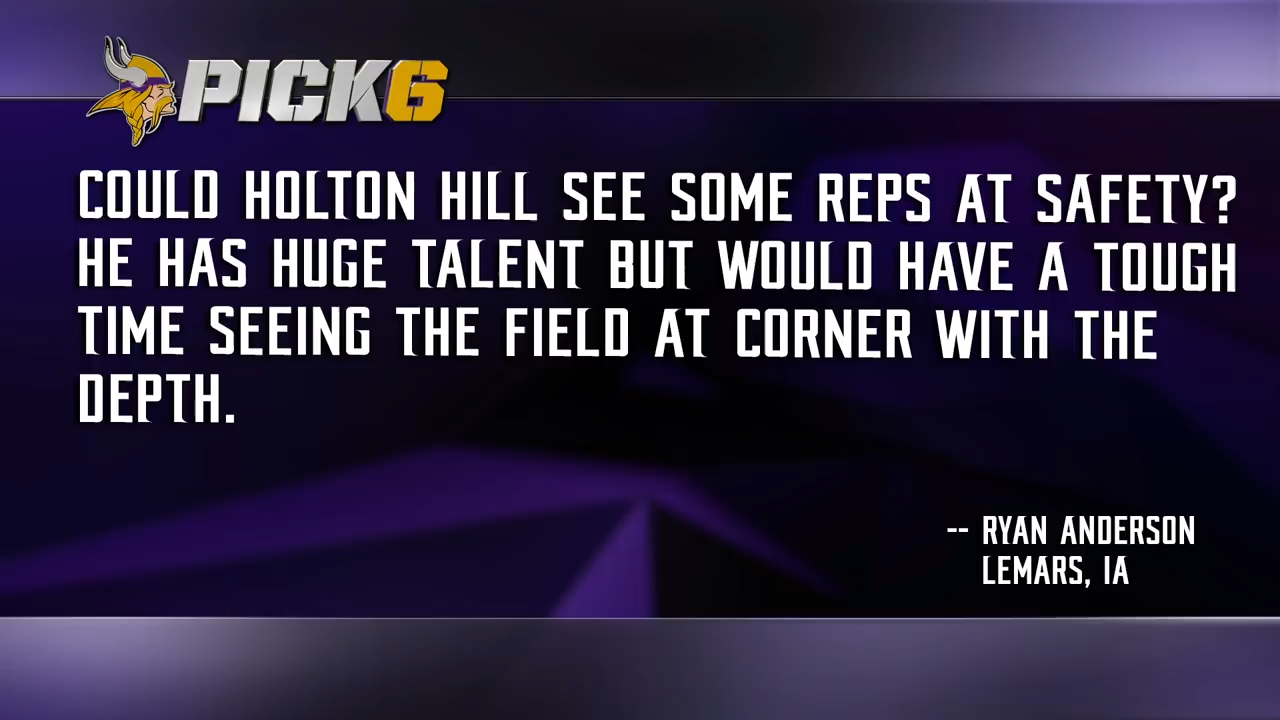 PICK6
COULD HOLTON HILL SEE SOME REPS AT SAFETY?
HE HAS HUGE TALENT BUT WOULD HAVE A TOUGH
TIME SEEING THE FIELD AT CORNER WITH THE
DEPTH.
-- RYAN ANDERSON
LEMARS, IA